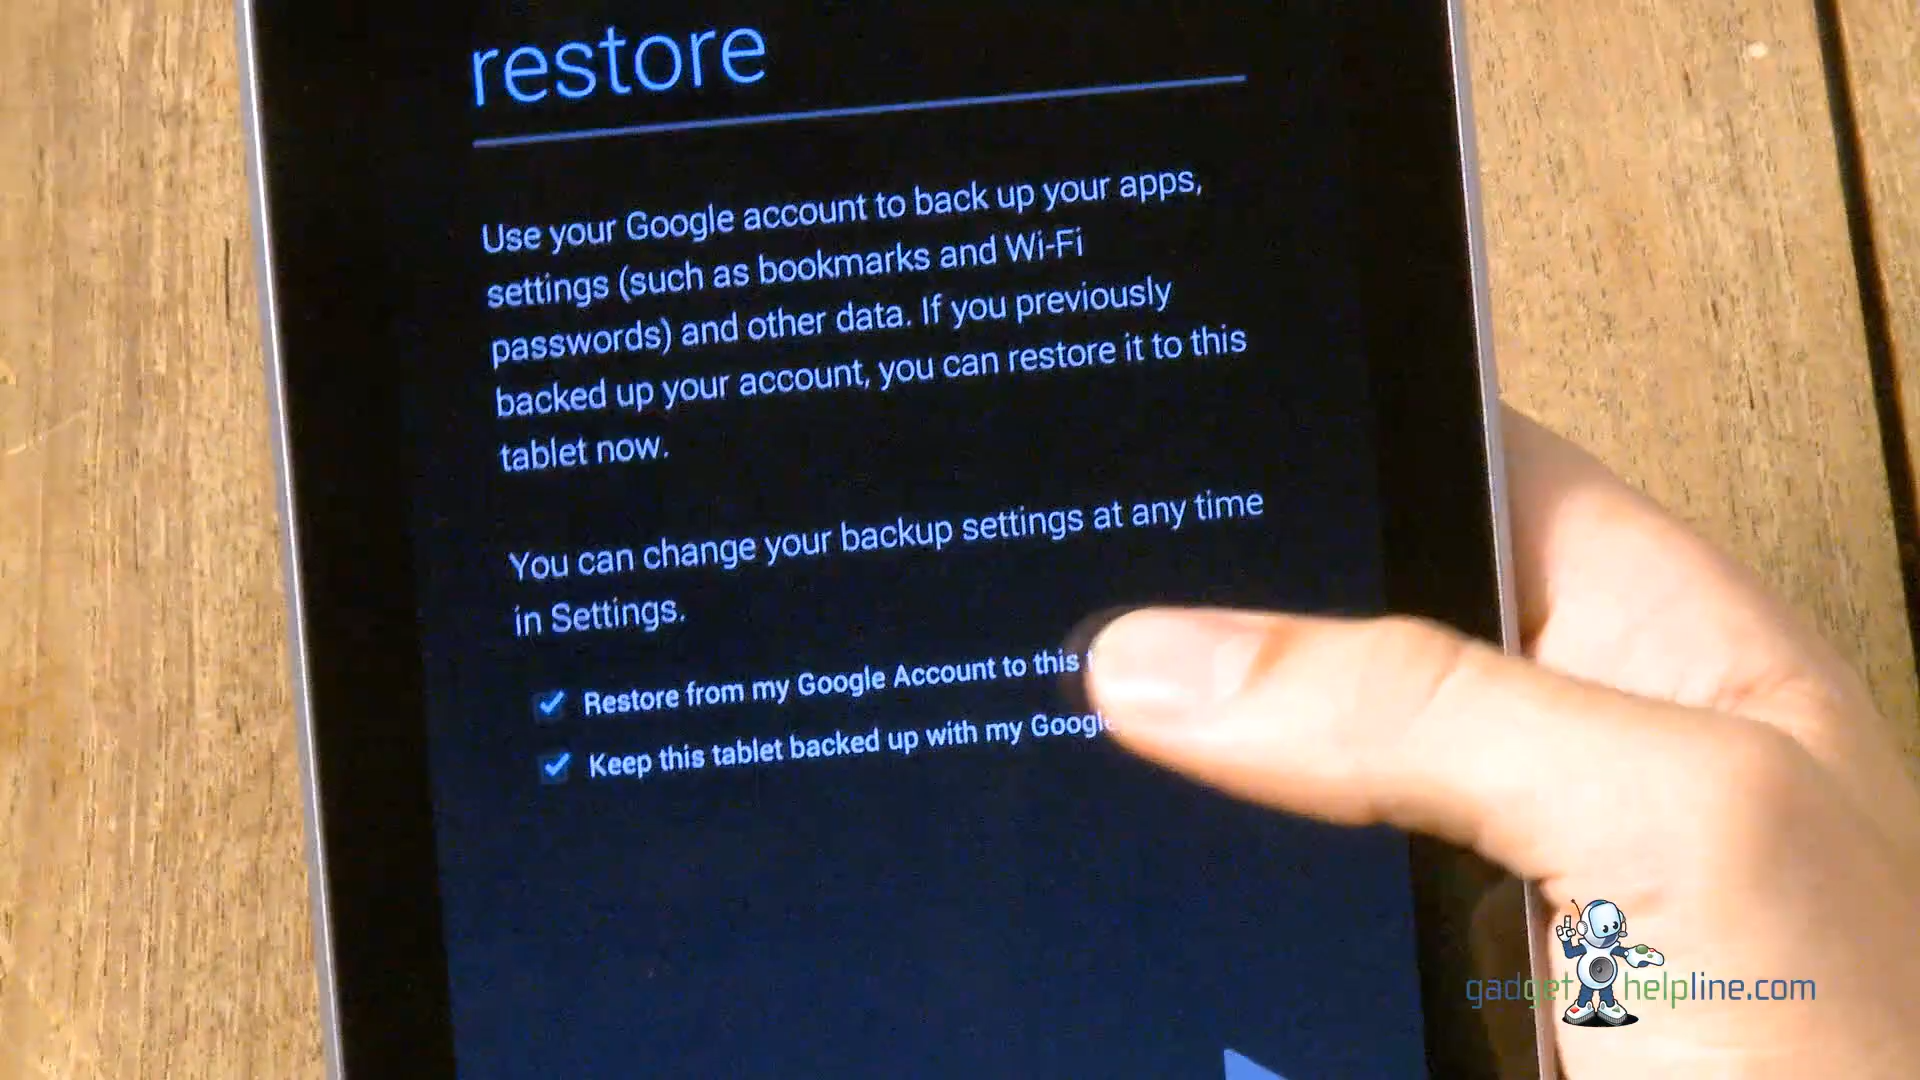 restore
Use your Google account to back up your apps,
settings (such as bookmarks and Wi-Fi
passwords) and other data. If you previously
backed up your account, you can restore it to this
tablet now.
You can change your backup settings at any time
in Settings.
Restore from my Google Account to this
Keep this tablet backed up with my Google
gadget helpline.com